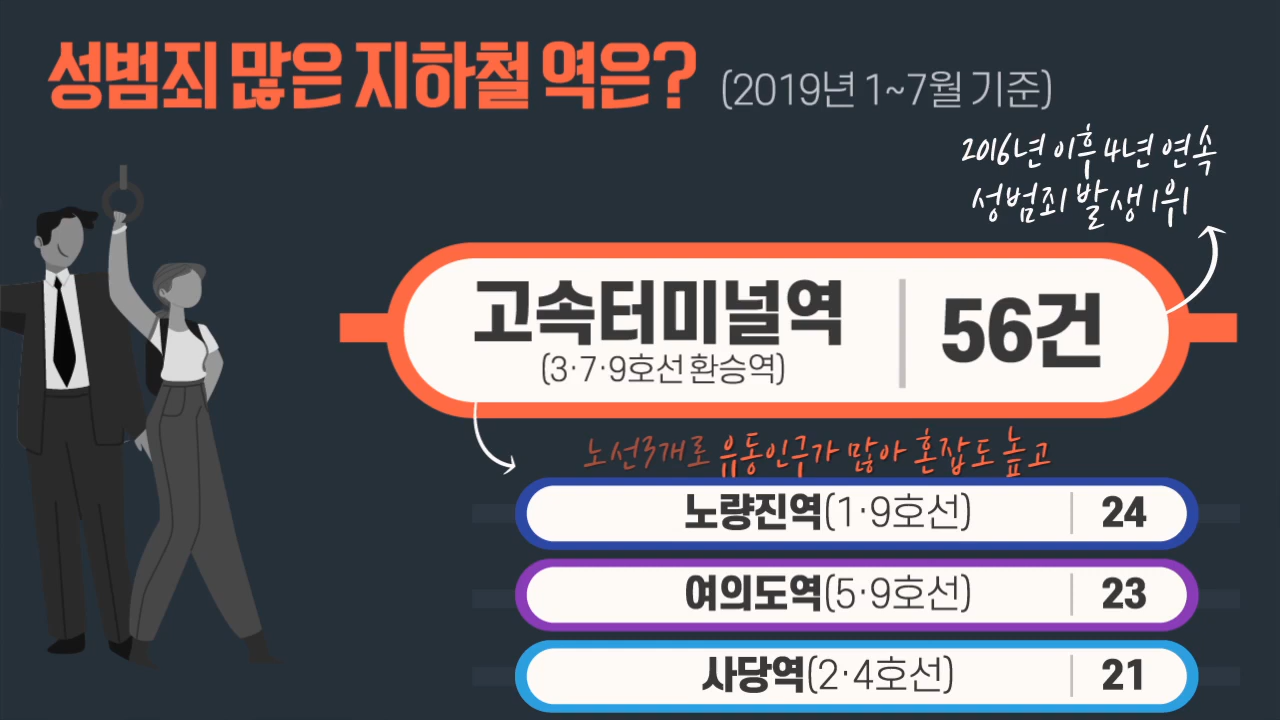 성범죄 많은 지하철 역은? (2019년 1~7월 기준)
2016년 이후 4년 연속
성범죄 발생 1위
고속터미널역 56건
(3·7·9호선 환승역)
노선3개로 유동인구가 많아 혼잡도 높고
노량진역(1·9호선) 24
여의도역(5·9호선) 23
사당역(2·4호선) 21